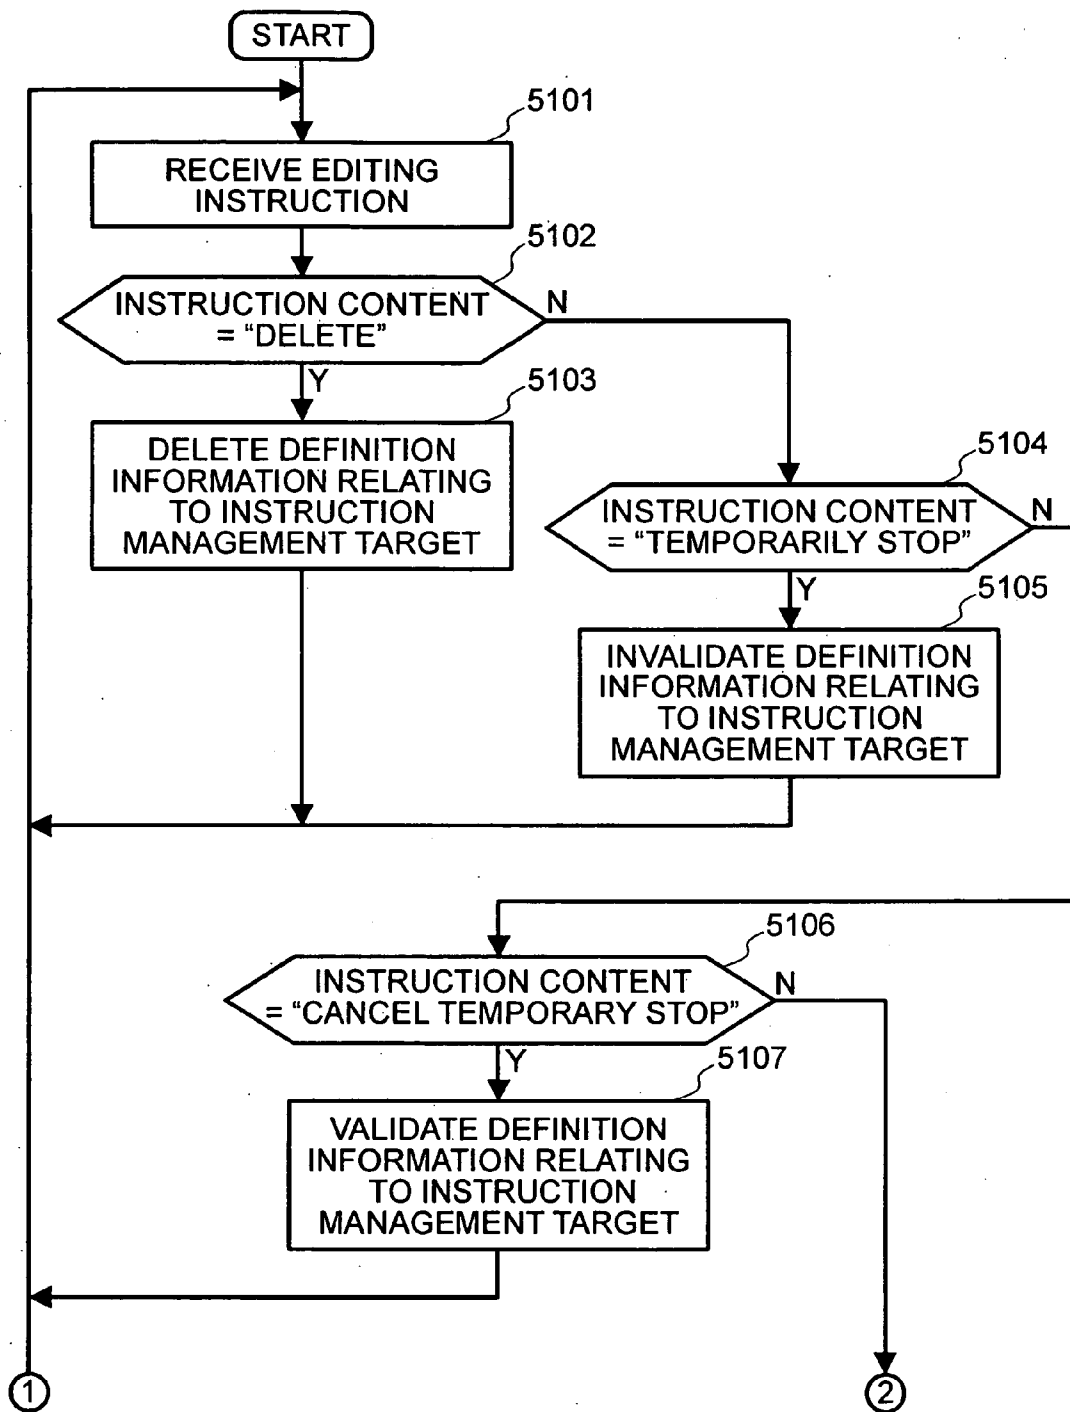 START
5101
RECEIVE EDITING
INSTRUCTION
5102
INSTRUCTION CONTENT
= “DELETE”
N
Y
5103
DELETE DEFINITION
INFORMATION RELATING
TO INSTRUCTION
MANAGEMENT TARGET
5104
INSTRUCTION CONTENT
= “TEMPORARILY STOP”
N
Y
5105
INVALIDATE DEFINITION
INFORMATION RELATING
TO INSTRUCTION
MANAGEMENT TARGET
5106
INSTRUCTION CONTENT
= “CANCEL TEMPORARY STOP”
N
Y
5107
VALIDATE DEFINITION
INFORMATION RELATING
TO INSTRUCTION
MANAGEMENT TARGET
1
2